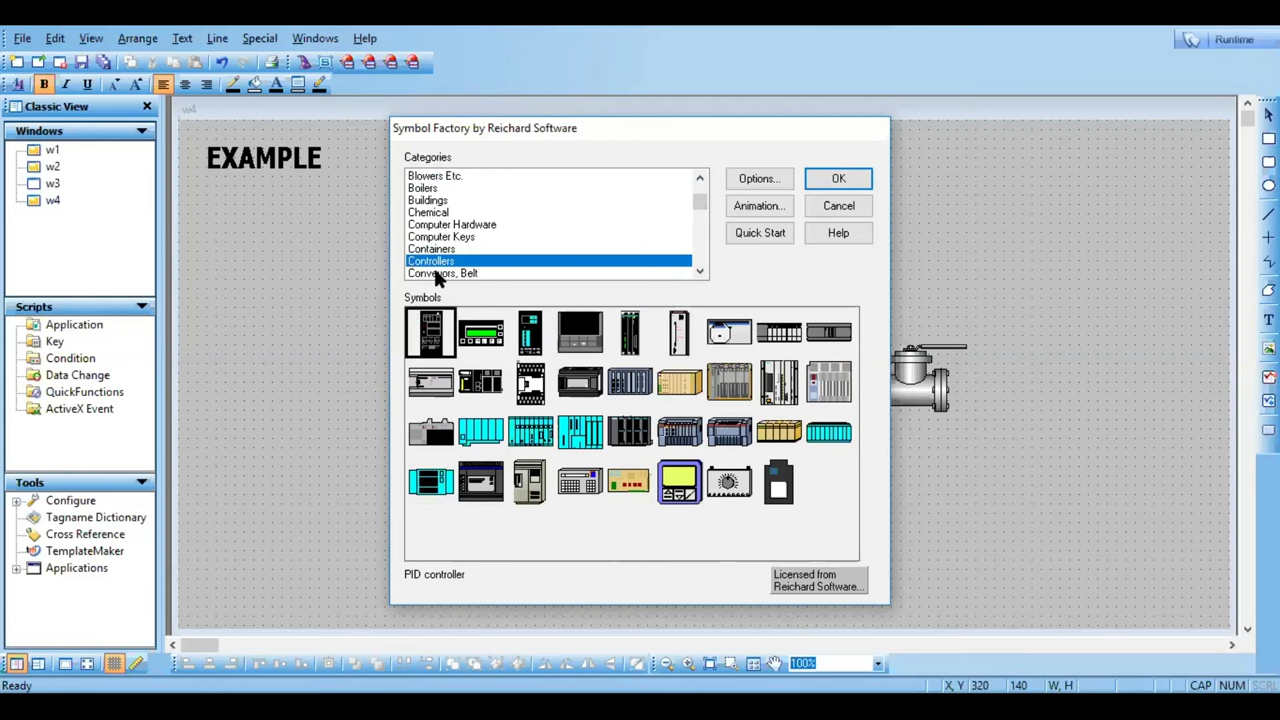 File Edit View Arrange Text Line Special Windows Help
Runtime
Classic View
w4
Windows
w1
w2
w3
w4
EXAMPLE
Scripts
Application
Key
Condition
Data Change
QuickFunctions
ActiveX Event
Tools
Configure
Tagname Dictionary
Cross Reference
TemplateMaker
Applications
Symbol Factory by Reichard Software
Categories
Blowers Etc.
Boilers
Buildings
Chemical
Computer Hardware
Computer Keys
Containers
Controllers
Conveyors, Belt
Options... OK
Animation... Cancel
Quick Start Help
Symbols
PID controller
Licensed from
Reichard Software...
100%
Ready
X, Y 320 140 W, H CAP NUM SCRL